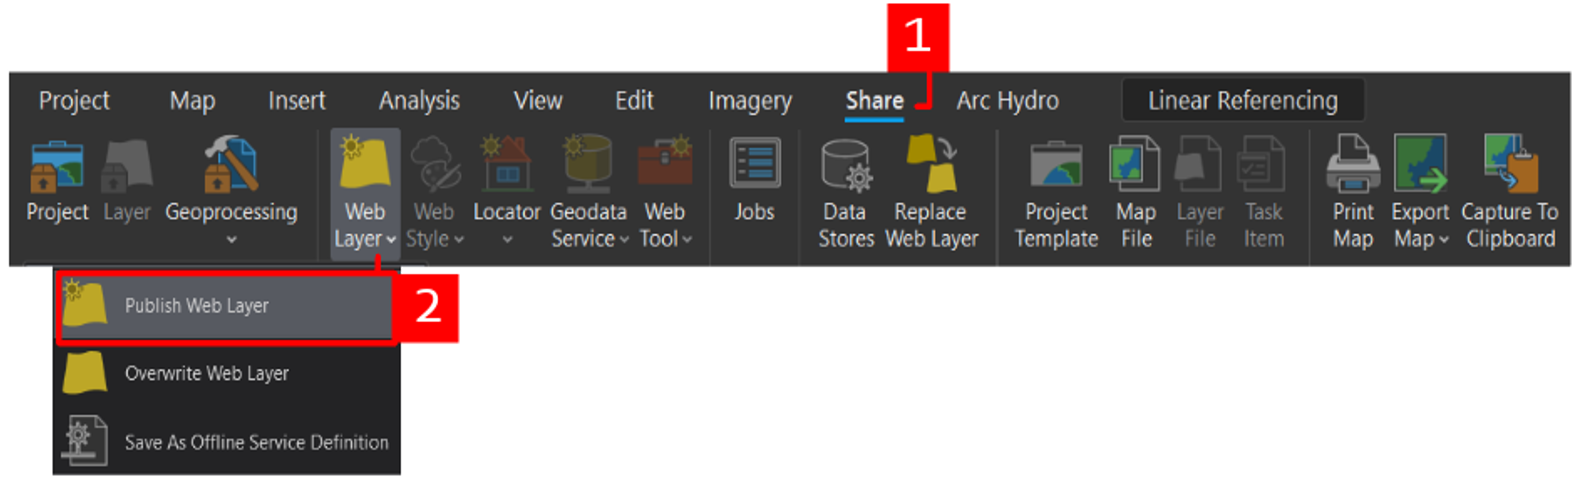 1
Project Map Insert Analysis View Edit Imagery Share Arc Hydro Linear Referencing
Project Layer Geoprocessing Web Web Locator Geodata Web Jobs Data Replace Project Map Layer Task Print Export Capture To
Layer Style Service Tool Stores Web Layer Template File File Item Map Map Clipboard
Publish Web Layer 2
Overwrite Web Layer
Save As Offline Service Definition